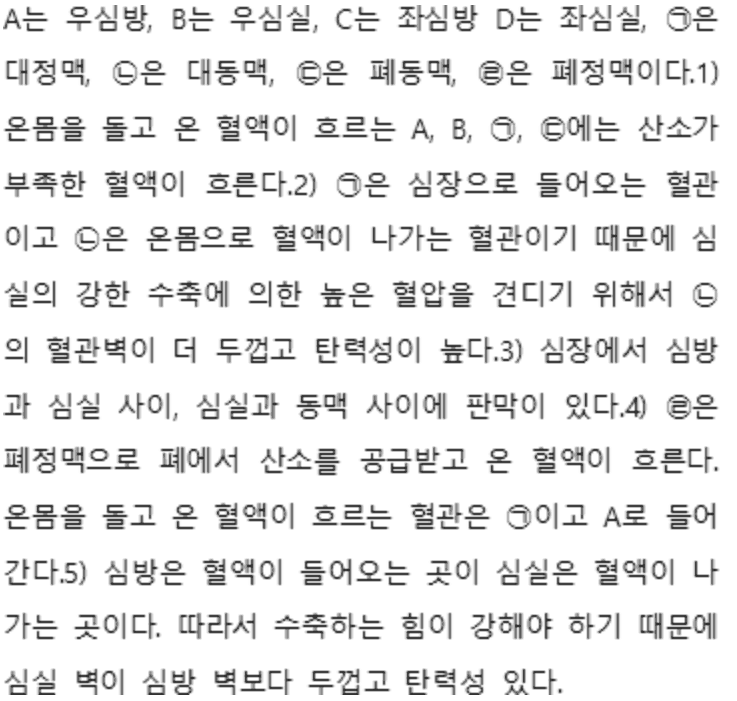 A는 우심방, B는 우심실, C는 좌심방 D는 좌심실, ㉠은
대정맥, ㉡은 대동맥, ㉢은 폐동맥, ㉣은 폐정맥이다.1)
온몸을 돌고 온 혈액이 흐르는 A, B, ㉠, ㉢에는 산소가
부족한 혈액이 흐른다.2) ㉠은 심장으로 들어오는 혈관
이고 ㉡은 온몸으로 혈액이 나가는 혈관이기 때문에 심
실의 강한 수축에 의한 높은 혈압을 견디기 위해서 ㉡
의 혈관벽이 더 두껍고 탄력성이 높다.3) 심장에서 심방
과 심실 사이, 심실과 동맥 사이에 판막이 있다.4) ㉣은
폐정맥으로 폐에서 산소를 공급받고 온 혈액이 흐른다.
온몸을 돌고 온 혈액이 흐르는 혈관은 ㉠이고 A로 들어
간다.5) 심방은 혈액이 들어오는 곳이 심실은 혈액이 나
가는 곳이다. 따라서 수축하는 힘이 강해야 하기 때문에
심실 벽이 심방 벽보다 두껍고 탄력성 있다.